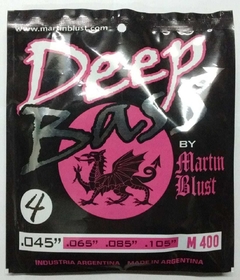 www.martinblust.com
Deep
Bass
BY
Martin
Blust
4
.045" .065" .085" .105" M 400
INDUSTRIA ARGENTINA MADE IN ARGENTINA